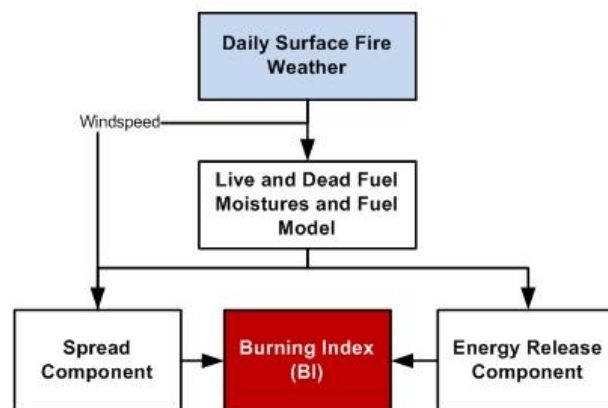 Daily Surface Fire
Weather
Windspeed
Live and Dead Fuel
Moistures and Fuel
Model
Spread
Component
Burning Index
(BI)
Energy Release
Component